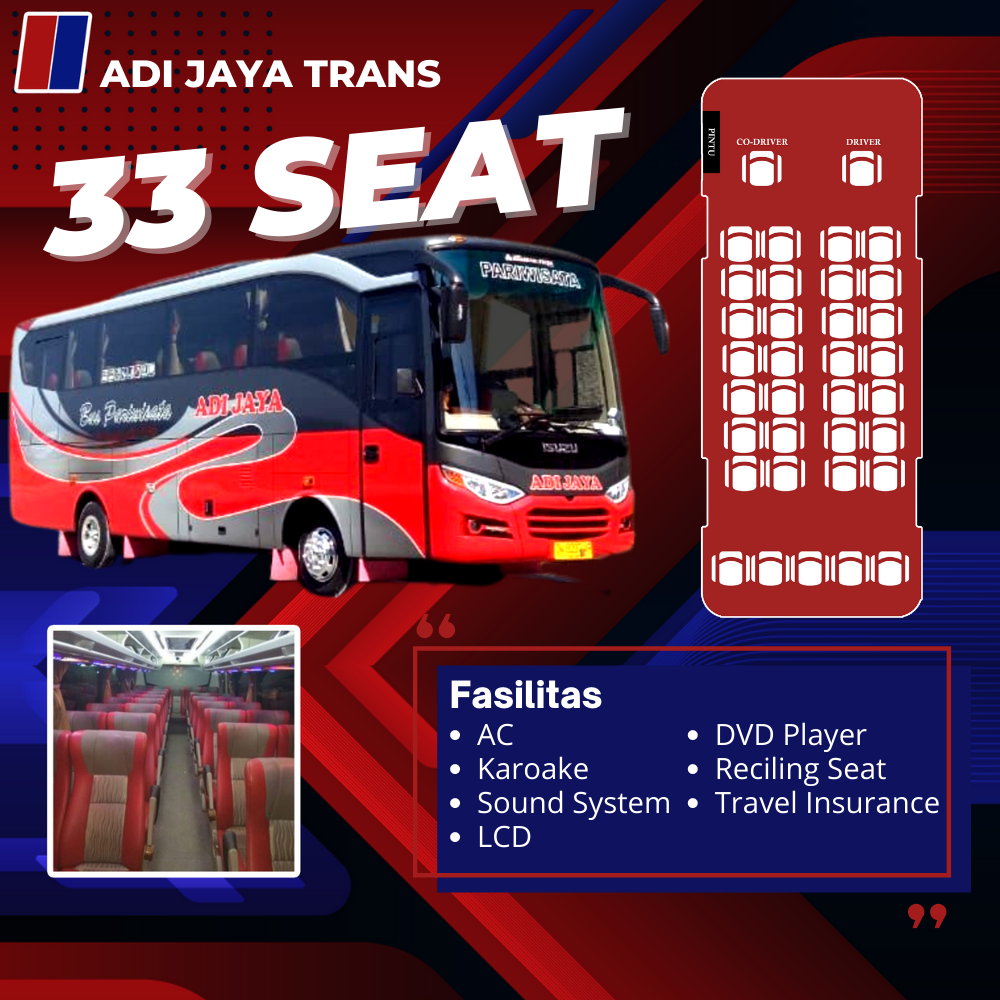 ADI JAYA TRANS
33 SEAT
PINTU
CO-DRIVER
DRIVER
PARIWISATA
Bus Pariwisata
ADI JAYA
ISUZU
ADI JAYA
Fasilitas
AC
Karoake
Sound System
LCD
DVD Player
Reciling Seat
Travel Insurance